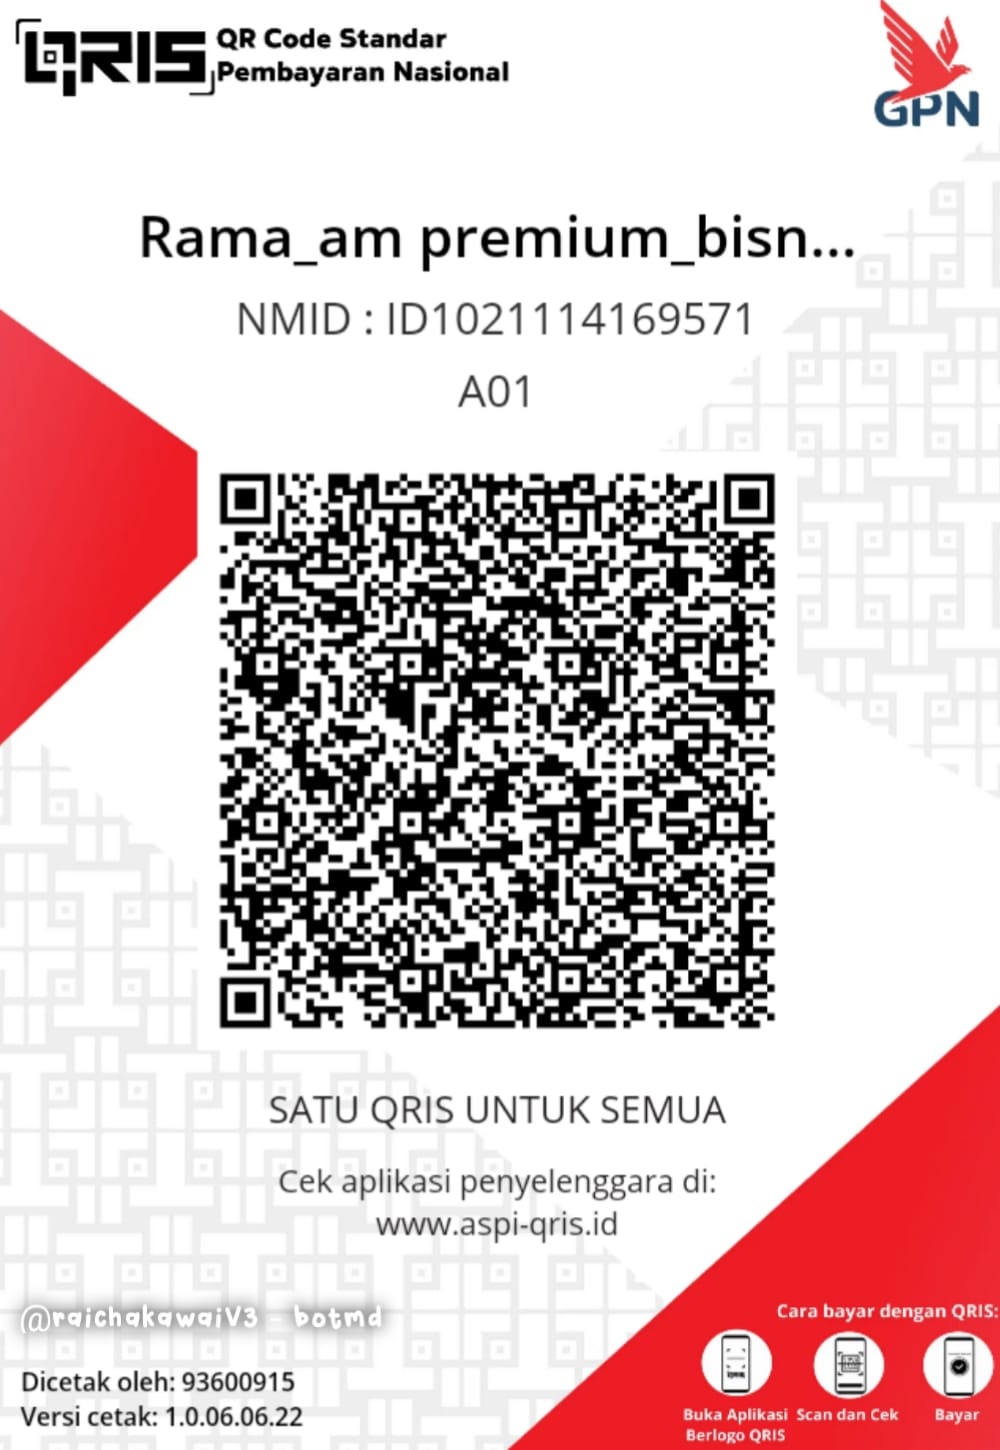 QRIS
QR Code Standar
Pembayaran Nasional
GPN
Rama_am premium_bisn...
NMID : ID1021114169571
A01
SATU QRIS UNTUK SEMUA
Cek aplikasi penyelenggara di:
www.aspi-qris.id
@raichakawaiV3 - botmd
Dicetak oleh: 93600915
Versi cetak: 1.0.06.06.22
Cara bayar dengan QRIS:
Buka Aplikasi
Berlogo QRIS
Scan dan Cek
Bayar